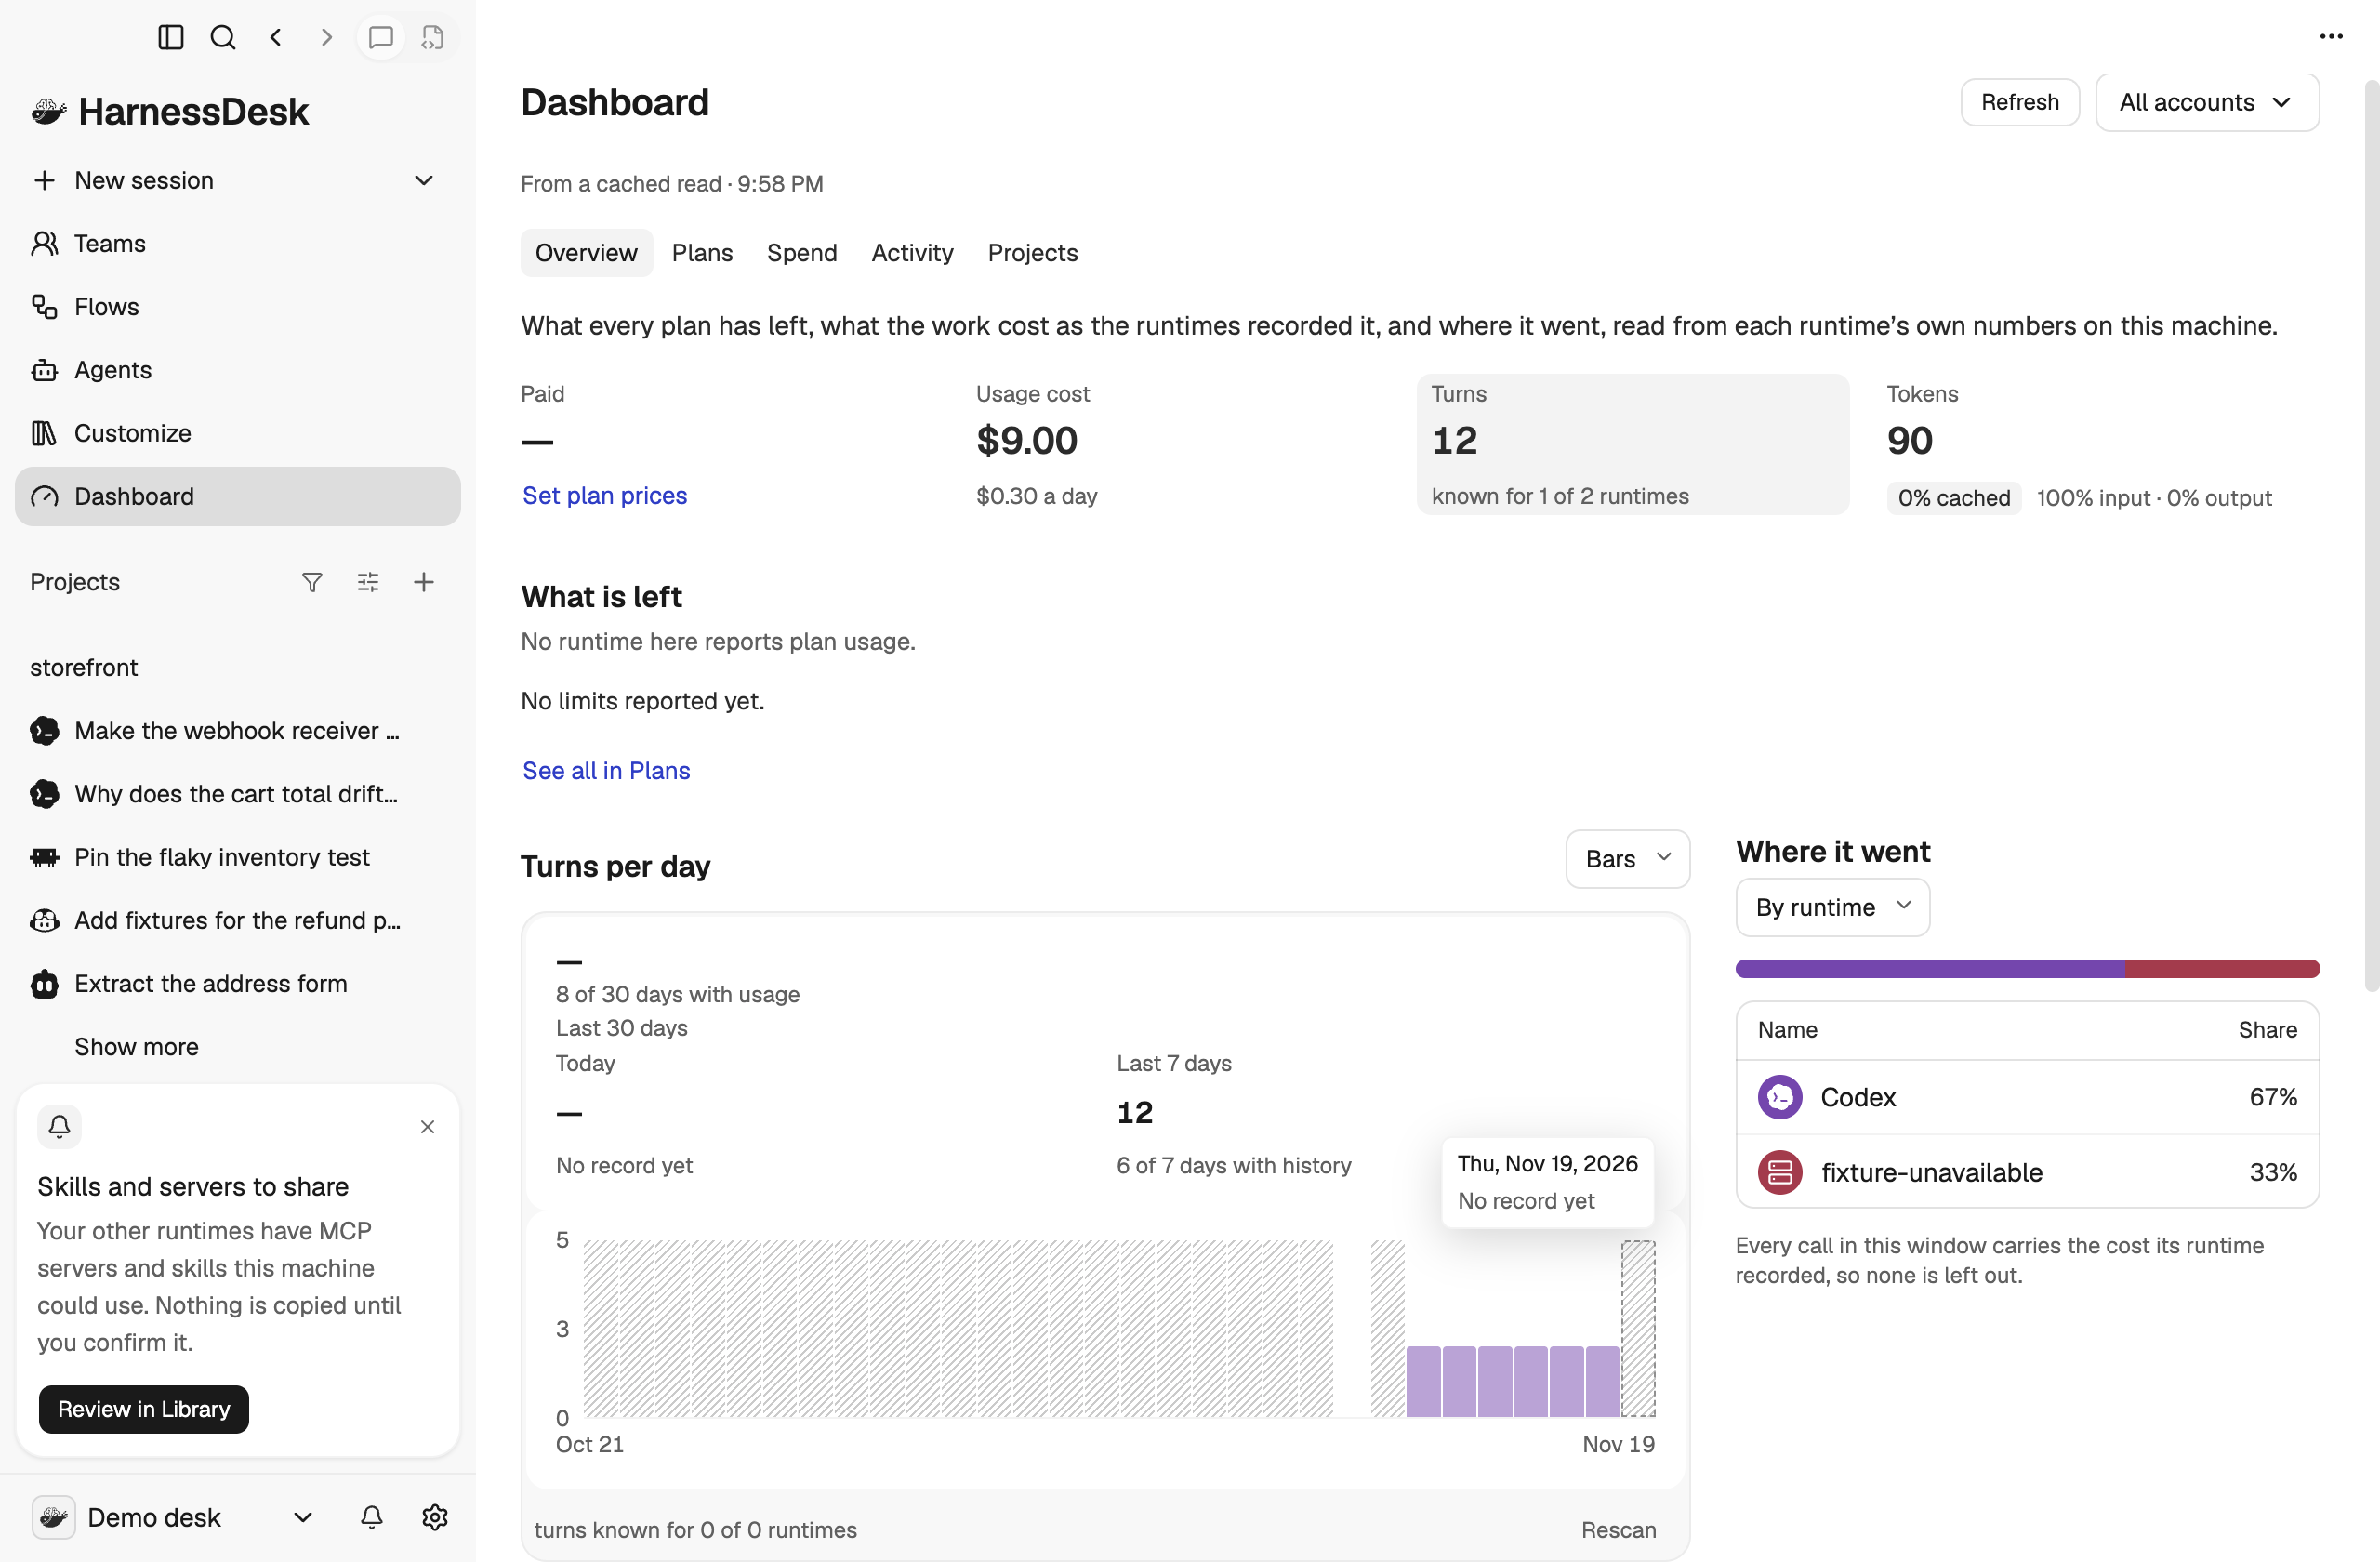 HarnessDesk
New session
Teams
Flows
Agents
Customize
Dashboard
Projects
storefront
Make the webhook receiver ...
Why does the cart total drift...
Pin the flaky inventory test
Add fixtures for the refund p...
Extract the address form
Show more
Skills and servers to share
Your other runtimes have MCP
servers and skills this machine
could use. Nothing is copied until
you confirm it.
Review in Library
Demo desk
Dashboard
Refresh
All accounts
From a cached read · 9:58 PM
Overview Plans Spend Activity Projects
What every plan has left, what the work cost as the runtimes recorded it, and where it went, read from each runtime’s own numbers on this machine.
Paid
—
Set plan prices
Usage cost
$9.00
$0.30 a day
Turns
12
known for 1 of 2 runtimes
Tokens
90
0% cached 100% input · 0% output
What is left
No runtime here reports plan usage.
No limits reported yet.
See all in Plans
Turns per day
Bars
—
8 of 30 days with usage
Last 30 days
Today
—
No record yet
Last 7 days
12
6 of 7 days with history
Thu, Nov 19, 2026
No record yet
5
3
0
Oct 21
Nov 19
turns known for 0 of 0 runtimes
Rescan
Where it went
By runtime
Name Share
Codex 67%
fixture-unavailable 33%
Every call in this window carries the cost its runtime
recorded, so none is left out.